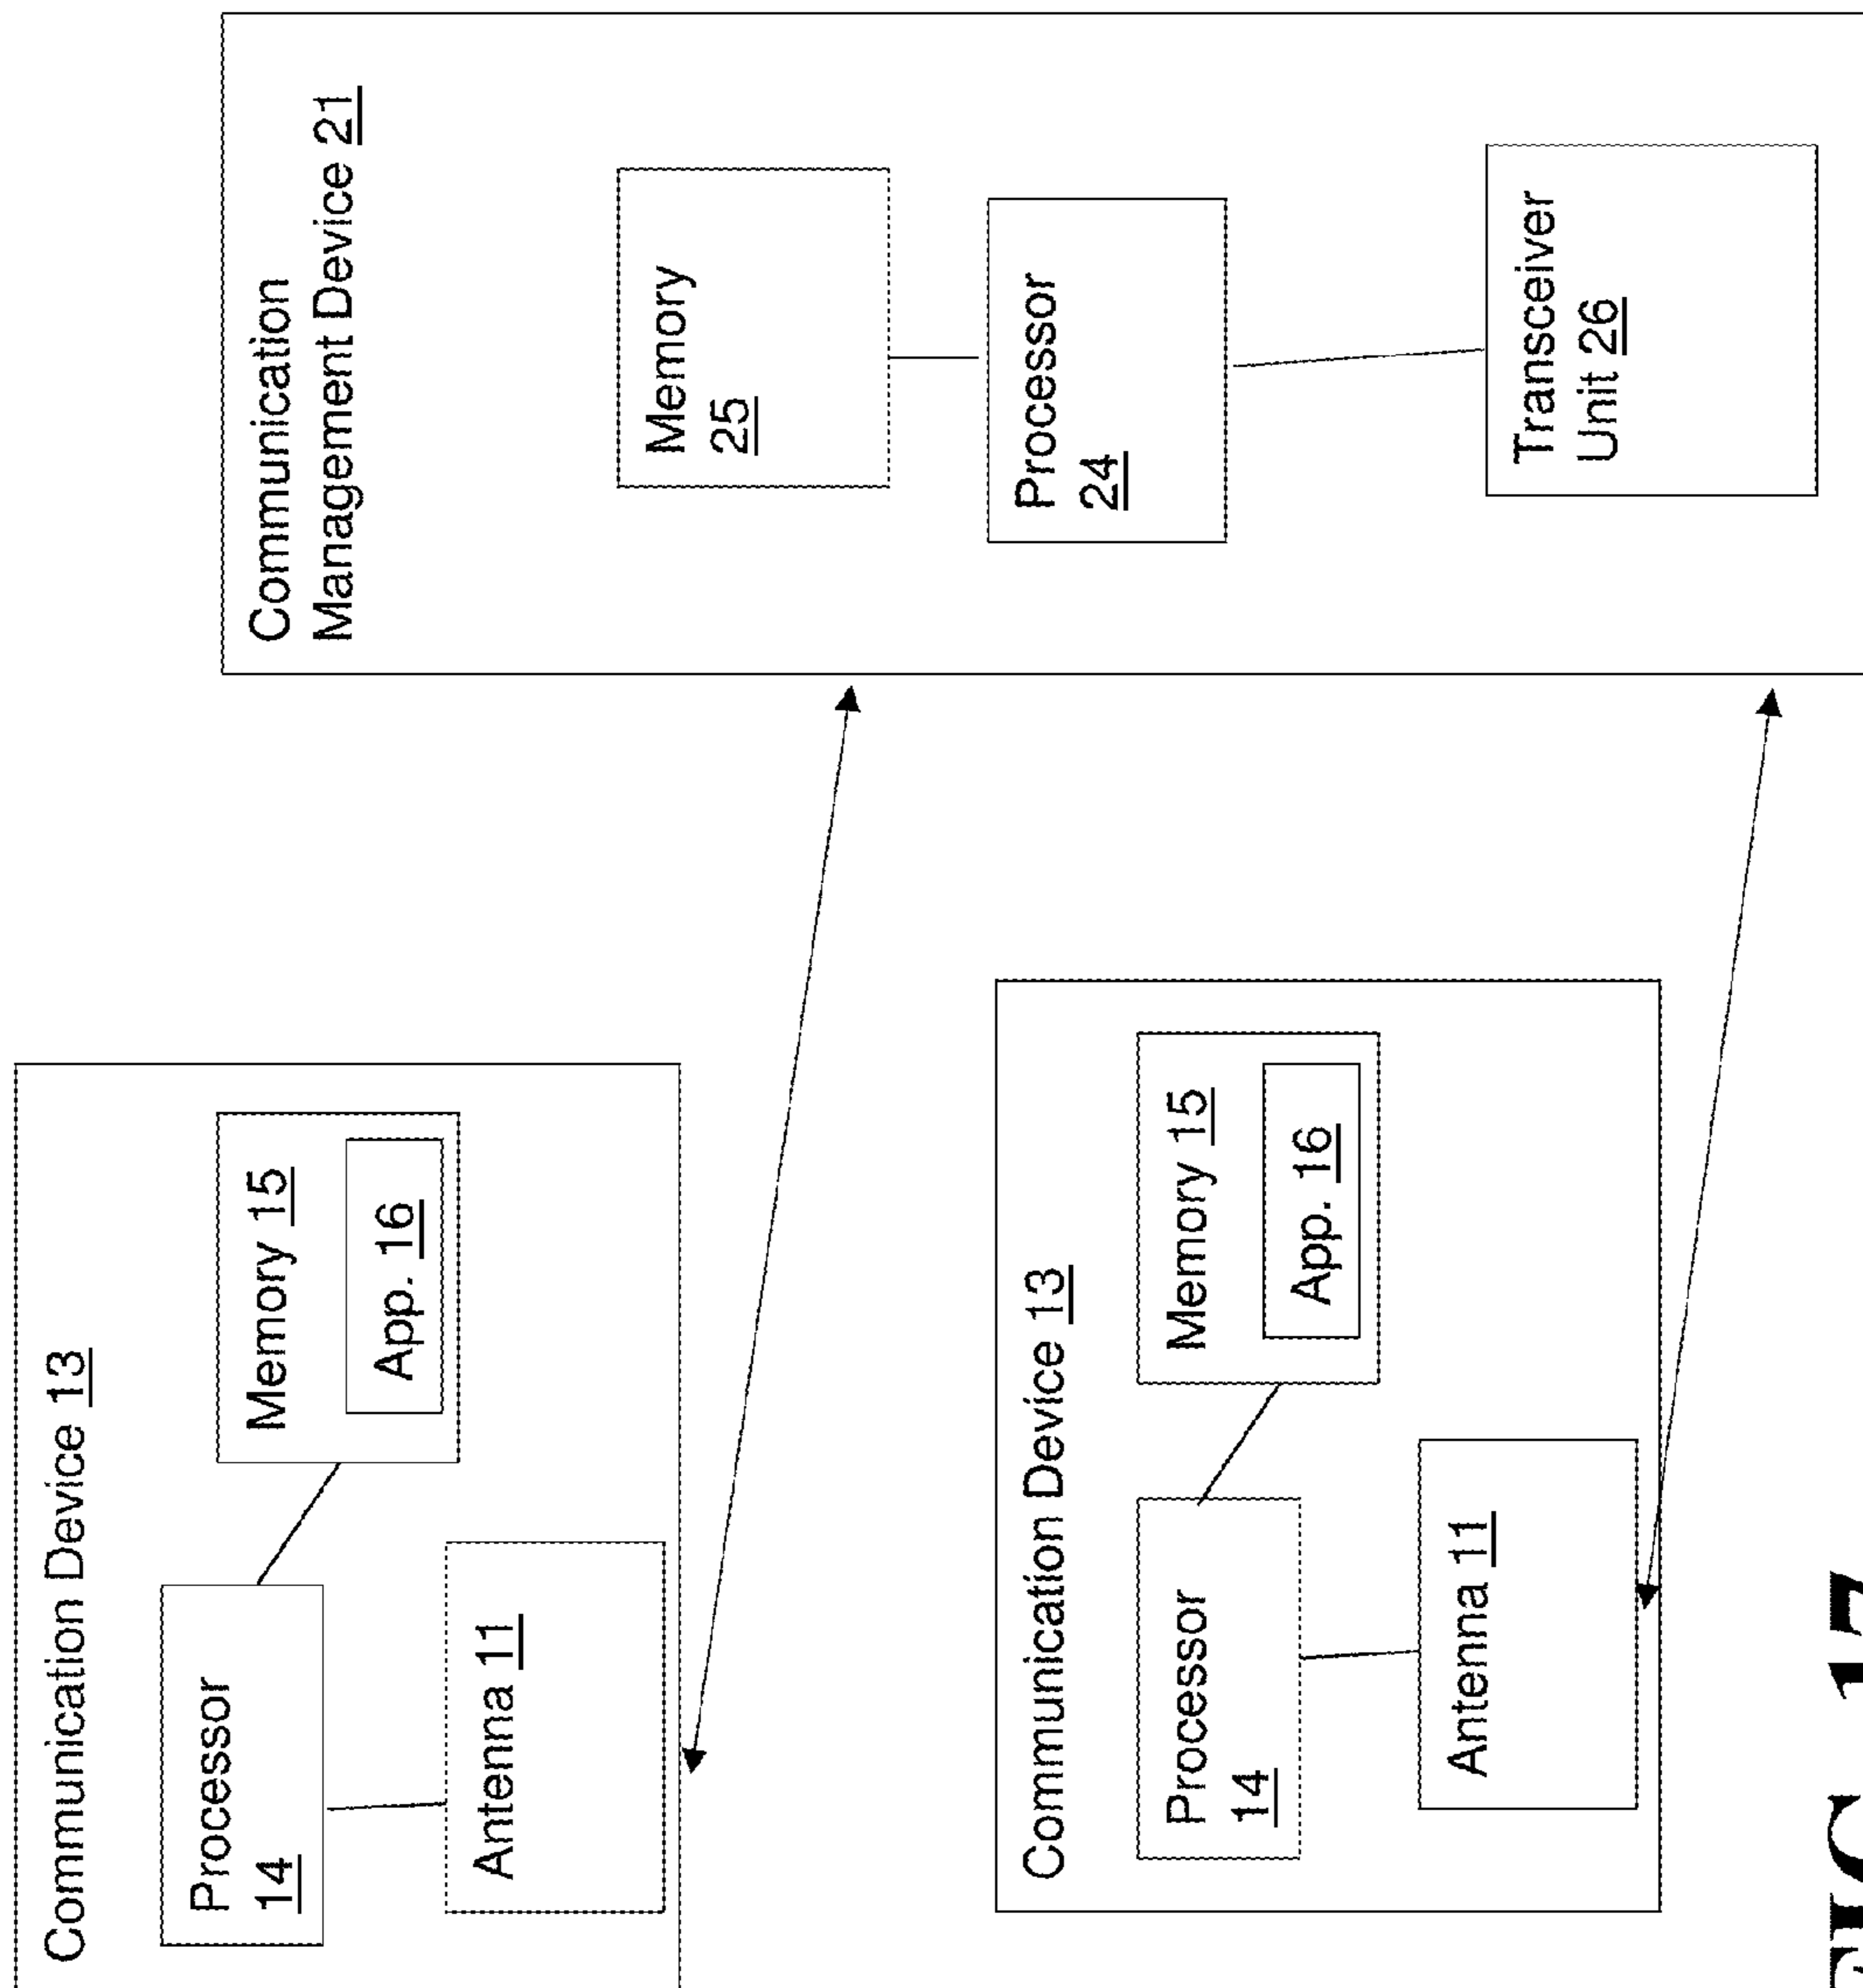 Communication Device 13
Processor
14
Memory 15
App. 16
Antenna 11
Communication Device 13
Processor
14
Memory 15
App. 16
Antenna 11
Communication
Management Device 21
Memory
25
Processor
24
Transceiver
Unit 26